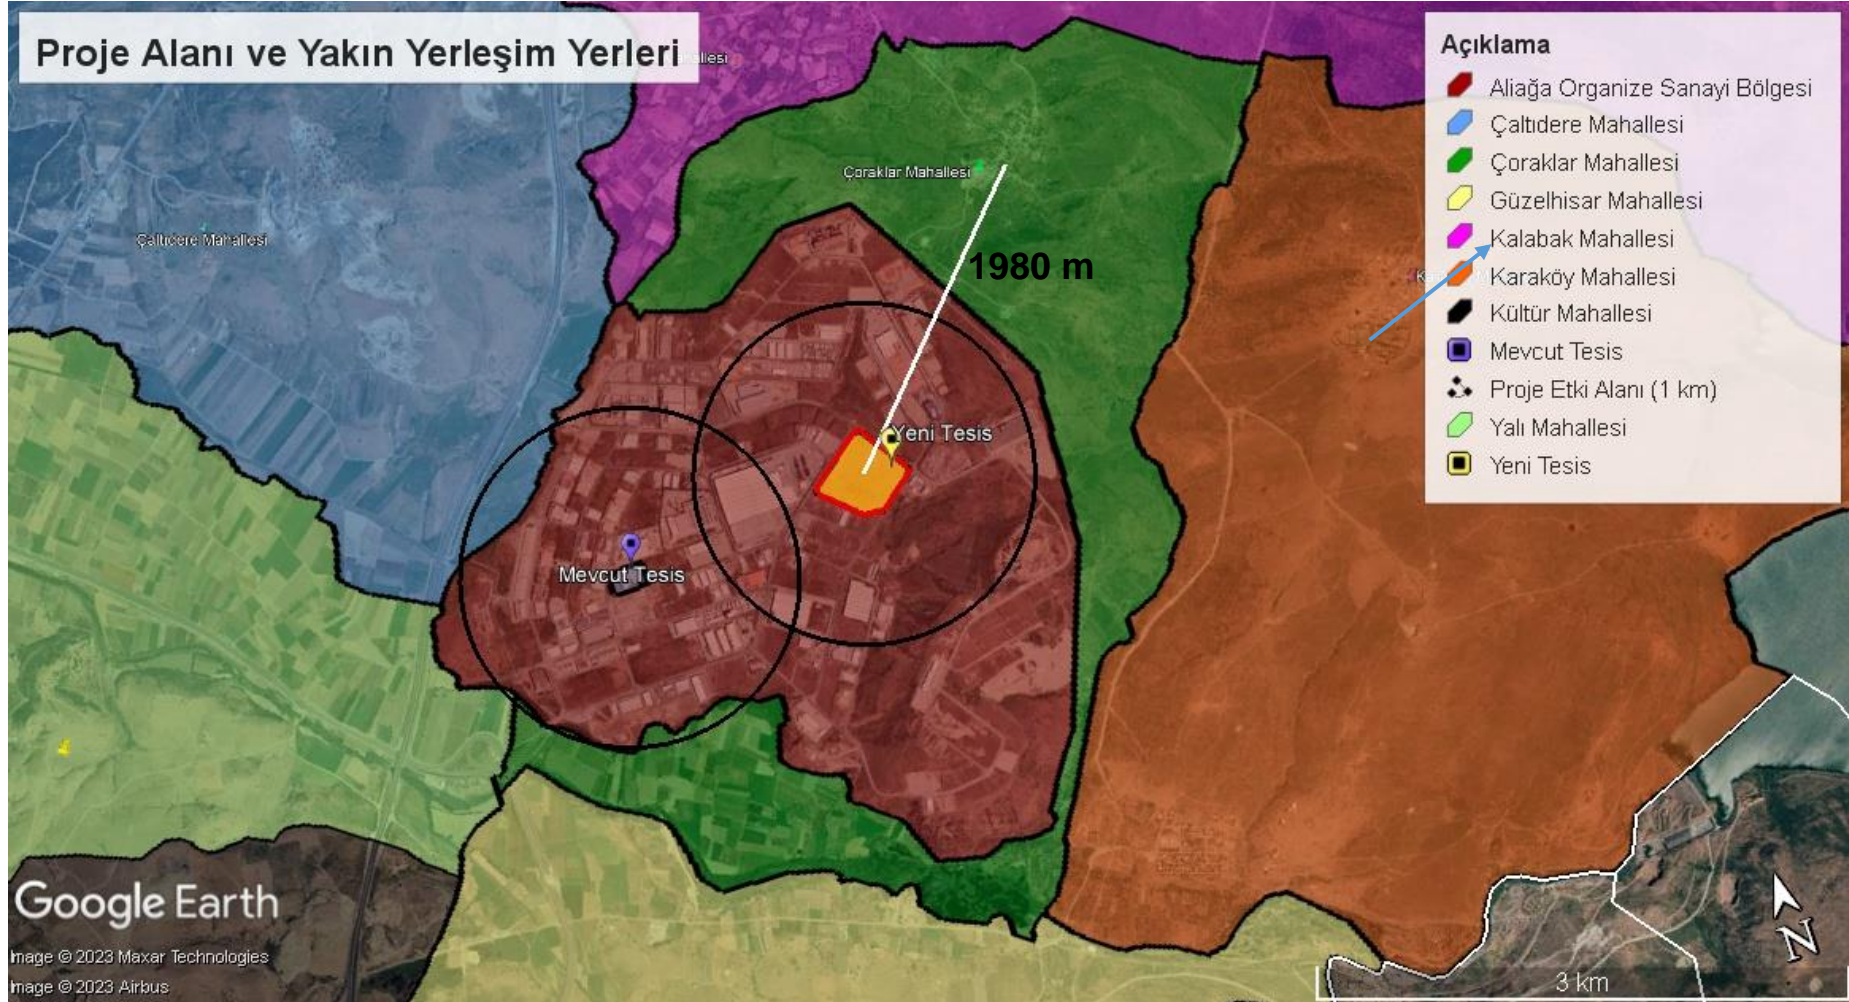 Proje Alanı ve Yakın Yerleşim Yerleri
Açıklama
Aliağa Organize Sanayi Bölgesi
Çaltıdere Mahallesi
Çoraklar Mahallesi
Güzelhisar Mahallesi
Kalabak Mahallesi
Karaköy Mahallesi
Kültür Mahallesi
Mevcut Tesis
Proje Etki Alanı (1 km)
Yalı Mahallesi
Yeni Tesis
Çoraklar Mahallesi
Çaltıdere Mahallesi
1980 m
Yeni Tesis
Mevcut Tesis
Google Earth
Image © 2023 Maxar Technologies
Image © 2023 Airbus
N
3 km